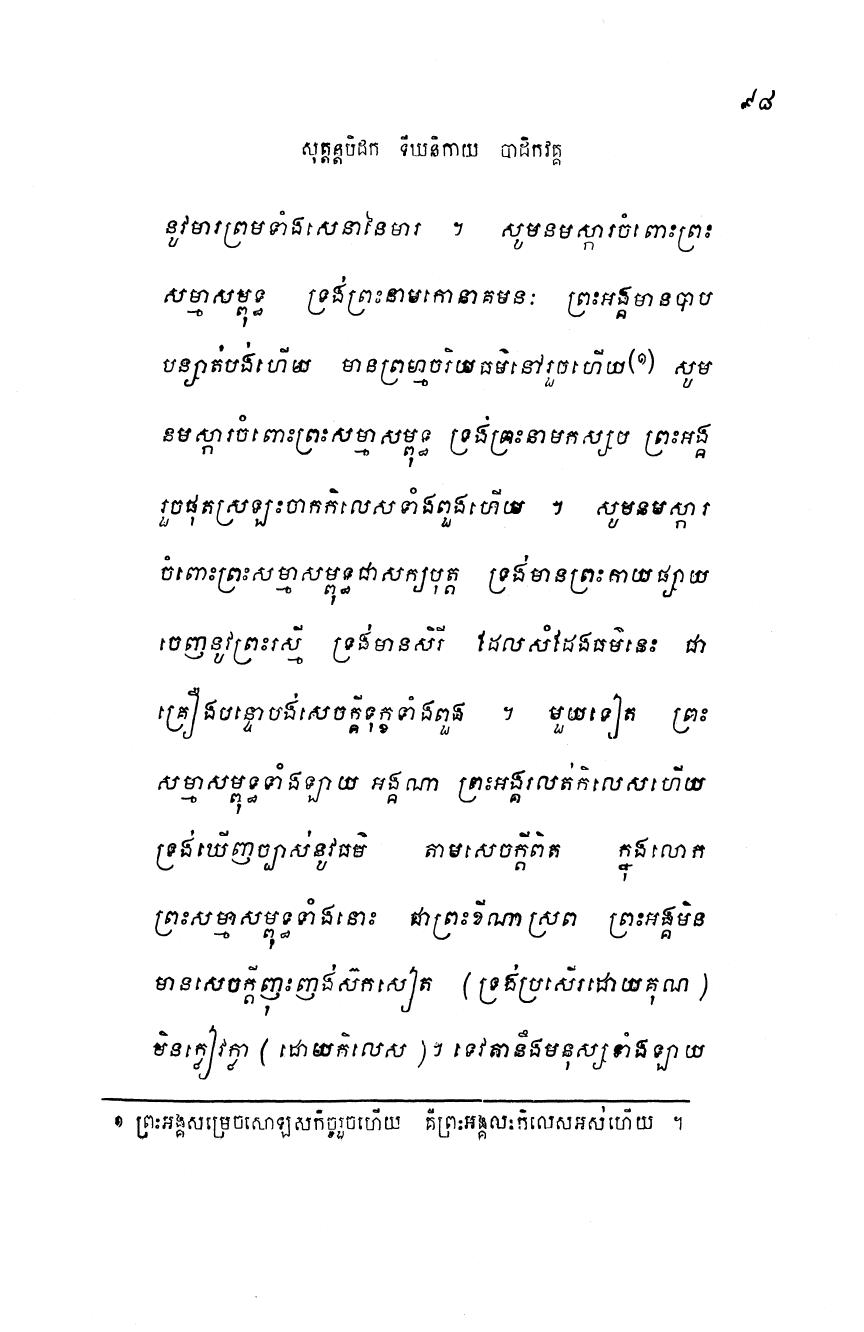 ៩៨
សុត្តន្តបិដក ទីឃនិកាយ បាដិកវគ្គ
នូវមារព្រមទាំងសេនានៃមារ ។ សូមនមស្ការចំពោះព្រះ
សម្មាសម្ពុទ្ធ ទ្រង់ព្រះនាមកោនាគមនៈ ព្រះអង្គមានបាប
បន្សាត់បង់ហើយ មានព្រហ្មចរិយធម៌នៅរួចហើយ(១) សូម
នមស្ការចំពោះព្រះសម្មាសម្ពុទ្ធ ទ្រង់ព្រះនាមកស្សប ព្រះអង្គ
រួចផុតស្រឡះចាកកិលេសទាំងពួងហើយ ។ សូមនមស្ការ
ចំពោះព្រះសម្មាសម្ពុទ្ធជាសក្យបុត្ត ទ្រង់មានព្រះកាយផ្សាយ
ចេញនូវព្រះរស្មី ទ្រង់មានសិរី ដែលសំដែងធម៌នេះ ជា
គ្រឿងបន្ទោបង់សេចក្តីទុក្ខទាំងពួង ។ មួយទៀត ព្រះ
សម្មាសម្ពុទ្ធទាំងឡាយ អង្គណា ព្រះអង្គរលត់កិលេសហើយ
ទ្រង់ឃើញច្បាស់នូវធម៌ តាមសេចក្តីពិត ក្នុងលោក
ព្រះសម្មាសម្ពុទ្ធទាំងនោះ ជាព្រះខីណាស្រព ព្រះអង្គមិន
មានសេចក្តីញុះញង់ស៊កសៀត (ទ្រង់ប្រសើរដោយគុណ)
មិនក្លៀវក្លា ( ដោយកិលេស )។ ទេវតានឹងមនុស្សទាំងឡាយ
១ ព្រះអង្គសម្រេចសោឡសកិច្ចរួចហើយ គឺព្រះអង្គលះកិលេសអស់ហើយ ។